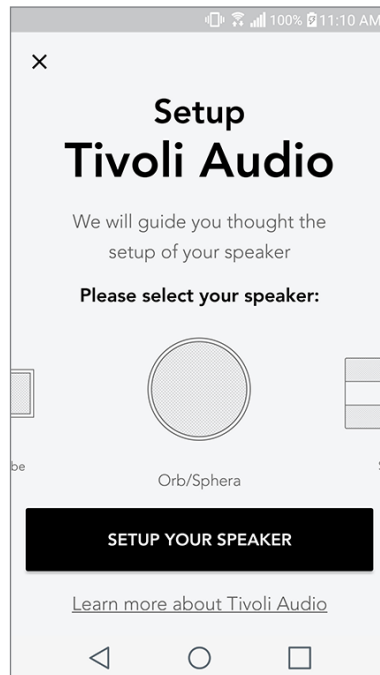 100% 11:10 AM
Setup
Tivoli Audio
We will guide you thought the
setup of your speaker
Please select your speaker:
be
Orb/Sphera
SETUP YOUR SPEAKER
Learn more about Tivoli Audio